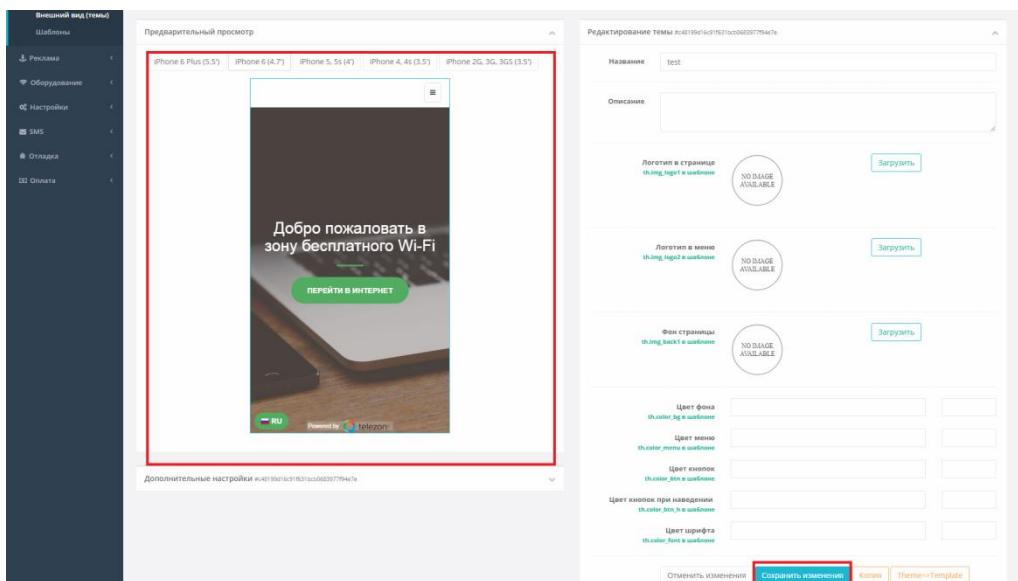 Внешний вид (темы)
Шаблоны
Реклама
Оборудование
Настройки
SMS
Отладка
Оплата
Предварительный просмотр
iPhone 6 Plus (5.5')
iPhone 6 (4.7')
iPhone 5, 5s (4')
iPhone 4, 4s (3.5')
iPhone 2G, 3G, 3GS (3.5')
Добро пожаловать в
зону бесплатного Wi-Fi
ПЕРЕЙТИ В ИНТЕРНЕТ
RU
Powered by telezon
Дополнительные настройки
Редактирование темы
Название
test
Описание
Логотип в странице
th.img_logo1 в шаблоне
NO IMAGE
AVAILABLE
Загрузить
Логотип в меню
th.img_logo2 в шаблоне
NO IMAGE
AVAILABLE
Загрузить
Фон страницы
th.img_back1 в шаблоне
NO IMAGE
AVAILABLE
Загрузить
Цвет фона
th.color_bg в шаблоне
Цвет меню
th.color_menu в шаблоне
Цвет кнопок
th.color_btn в шаблоне
Цвет кнопок при наведении
th.color_btn_h в шаблоне
Цвет шрифта
th.color_font в шаблоне
Отменить изменения
Сохранить изменения
Копия
Theme=>Template